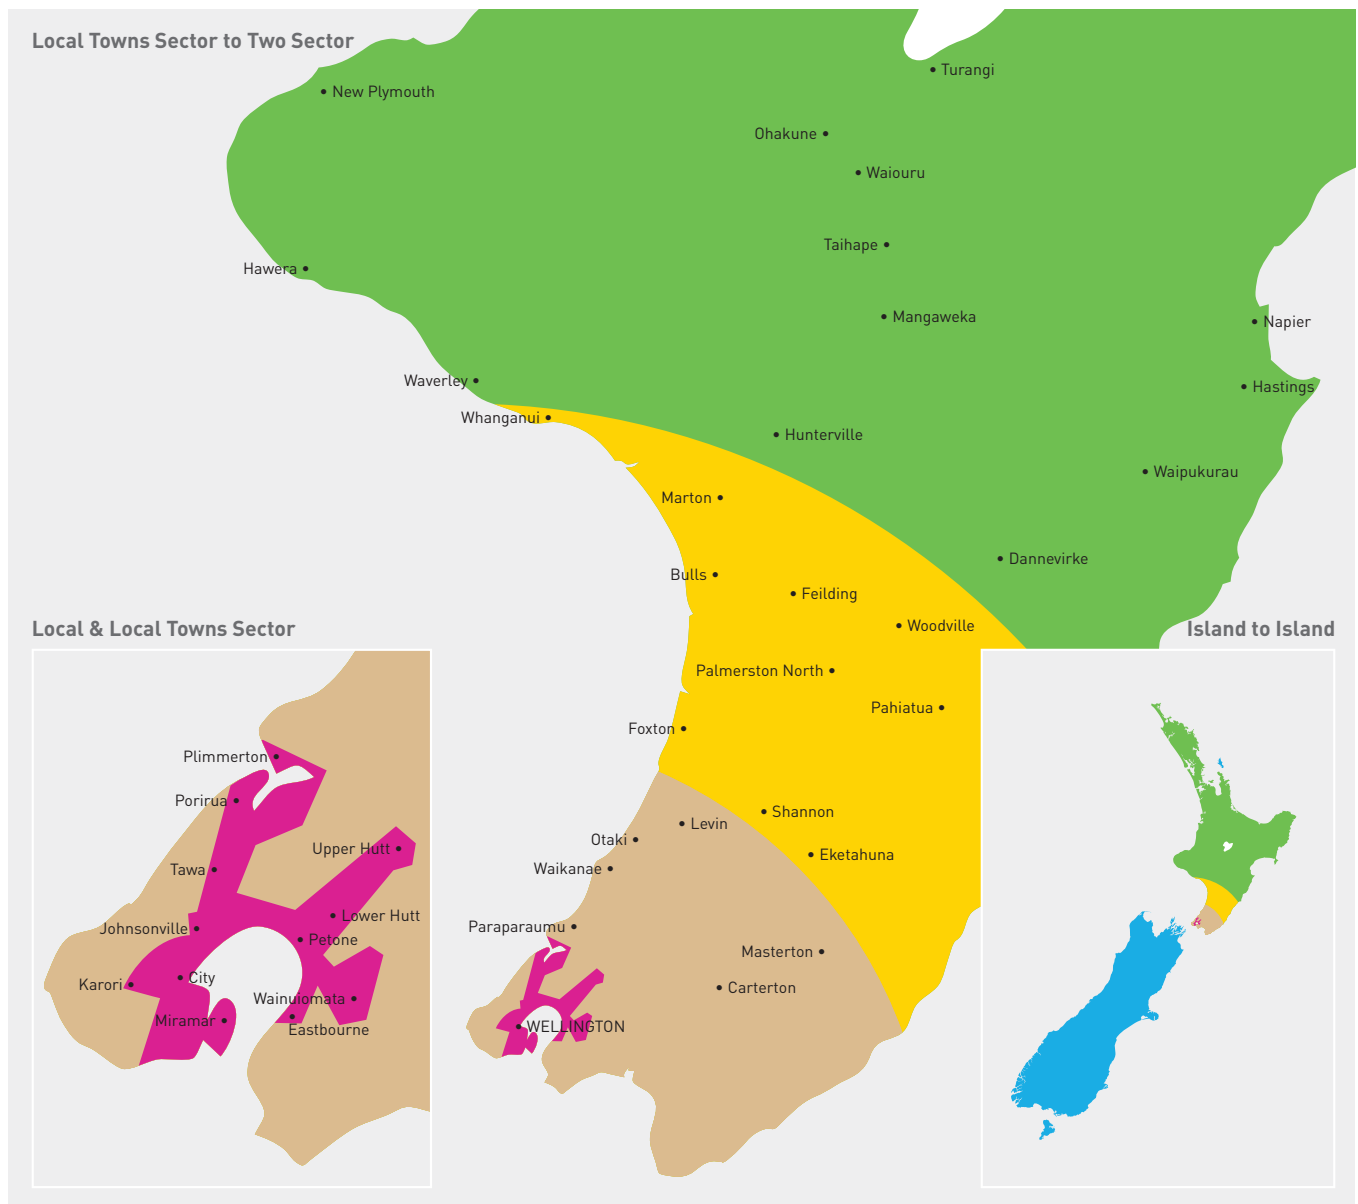 Local Towns Sector to Two Sector
Turangi
New Plymouth
Ohakune
Waiouru
Taihape
Hawera
Mangaweka
Napier
Waverley
Hastings
Whanganui
Hunterville
Waipukurau
Marton
Dannevirke
Bulls
Feilding
Woodville
Local & Local Towns Sector
Island to Island
Palmerston North
Pahiatua
Foxton
Plimmerton
Porirua
Shannon
Levin
Otaki
Upper Hutt
Eketahuna
Tawa
Waikanae
Lower Hutt
Johnsonville
Paraparaumu
Petone
Masterton
City
Karori
Carterton
Wainuiomata
Miramar
WELLINGTON
Eastbourne